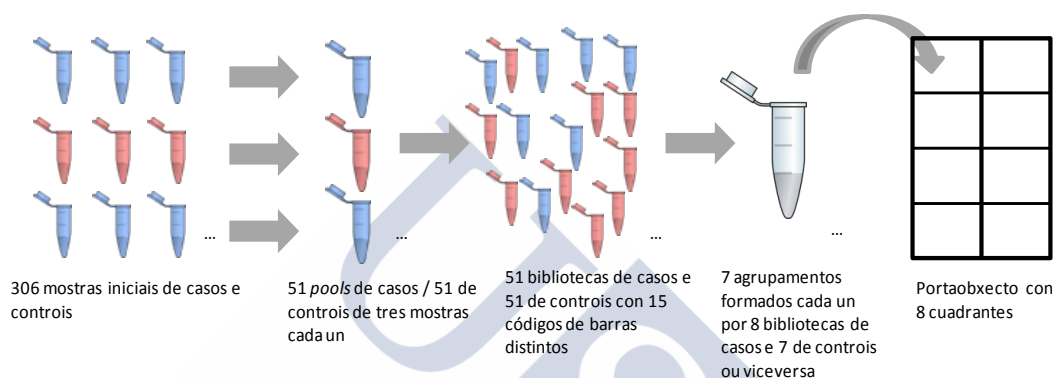 ...
...
...
...
306 mostras iniciais de casos e
controis
51 pools de casos / 51 de
controis de tres mostras
cada un
51 bibliotecas de casos e
51 de controis con 15
códigos de barras
distintos
7 agrupamentos
formados cada un
por 8 bibliotecas de
casos e 7 de controis
ou viceversa
Portaobxecto con
8 cuadrantes